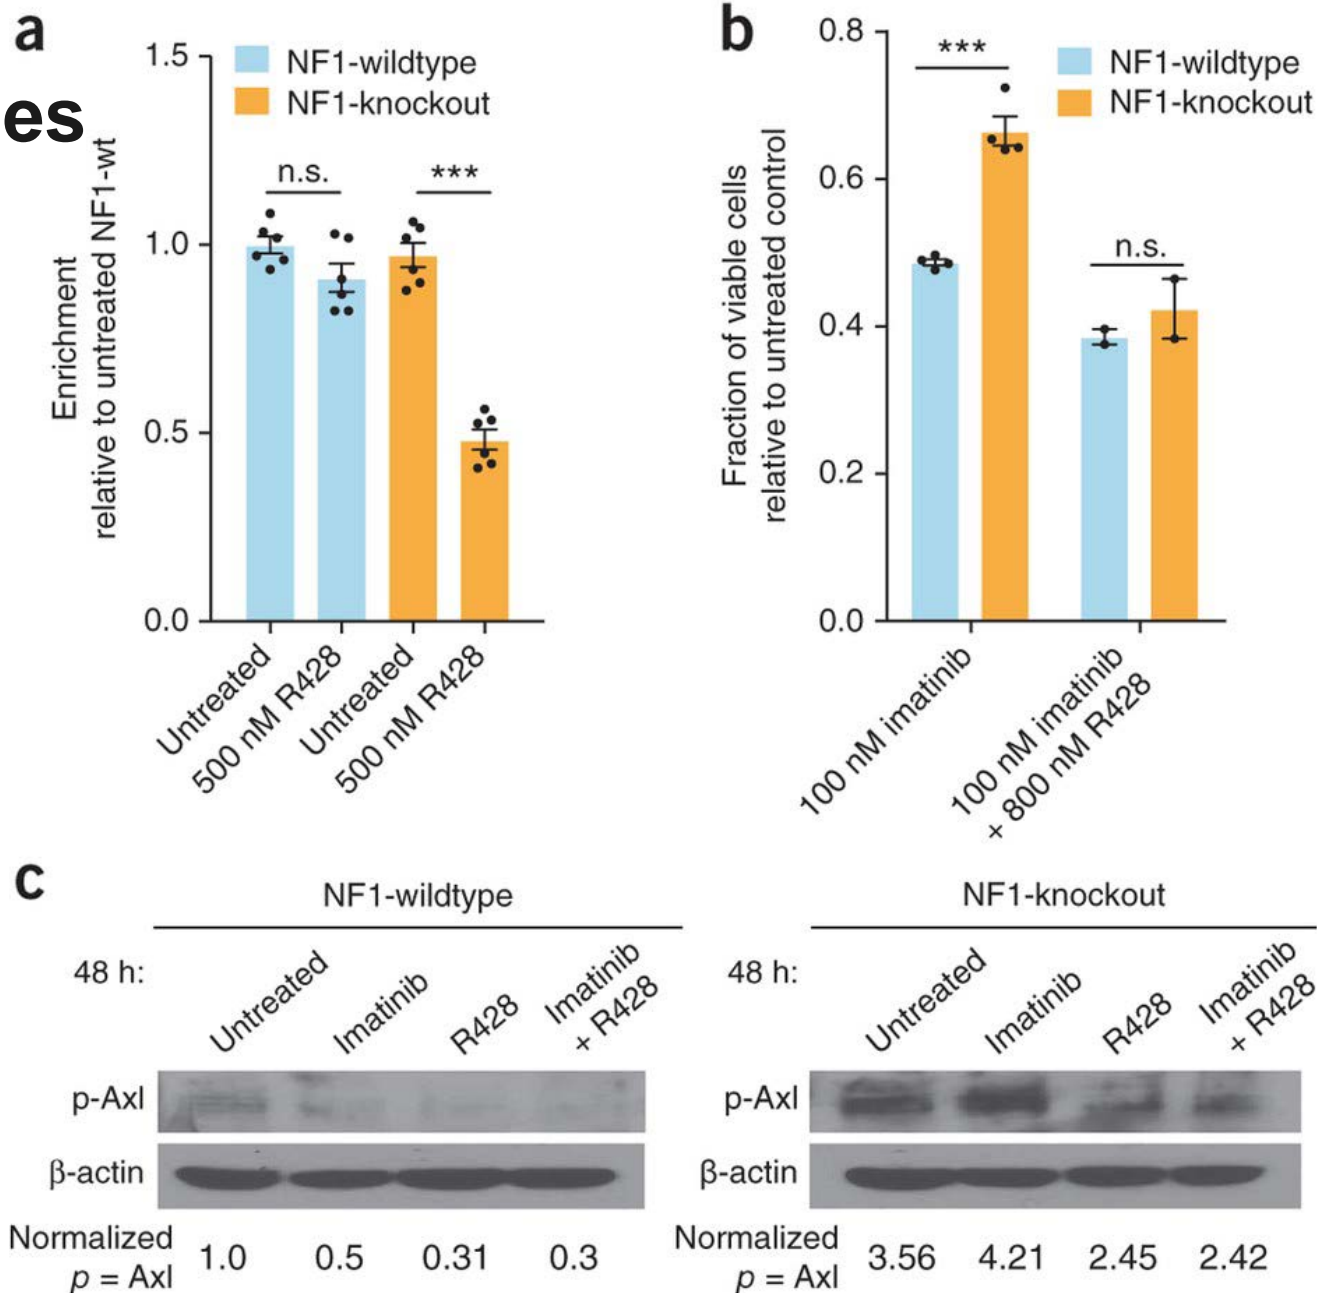 a
es
1.5
1.0
0.5
0.0
Enrichment
relative to untreated NF1-wt
NF1-wildtype
NF1-knockout
n.s.
***
Untreated
500 nM R428
Untreated
500 nM R428
b
0.8
0.6
0.4
0.2
0.0
Fraction of viable cells
relative to untreated control
NF1-wildtype
NF1-knockout
***
n.s.
100 nM imatinib
100 nM imatinib
+ 800 nM R428
c
NF1-wildtype
48 h:
Untreated
Imatinib
R428
Imatinib
+ R428
p-Axl
β-actin
Normalized
p = Axl
1.0 0.5 0.31 0.3
NF1-knockout
48 h:
Untreated
Imatinib
R428
Imatinib
+ R428
p-Axl
β-actin
Normalized
p = Axl
3.56 4.21 2.45 2.42